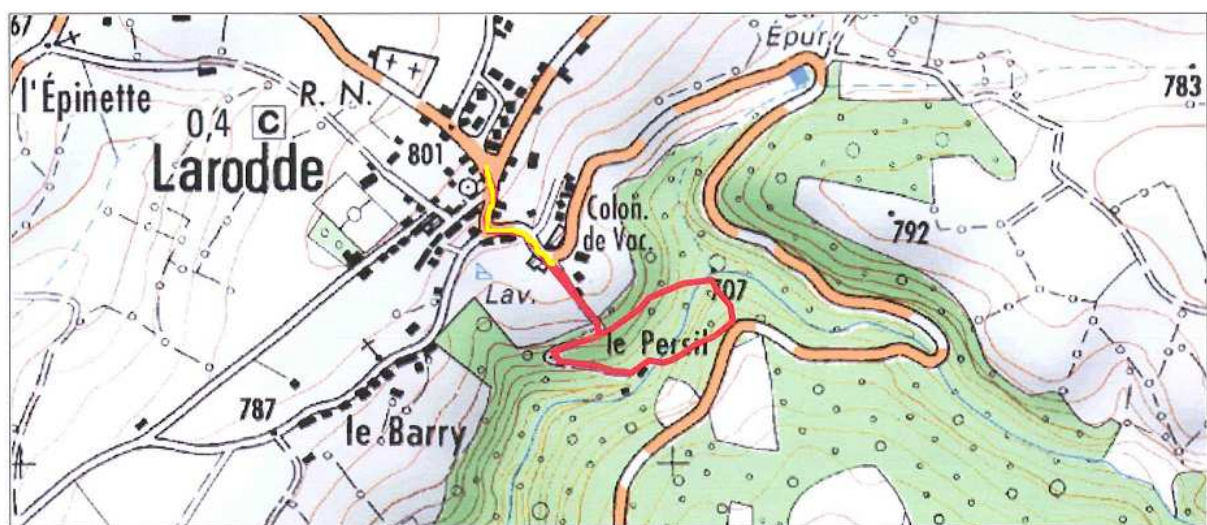 67
Épur.
l'Épinette
R. N.
783
0,4 C
801
Larodde
Colon.
de Vac.
792
Lav.
707
le Persil
787
le Barry